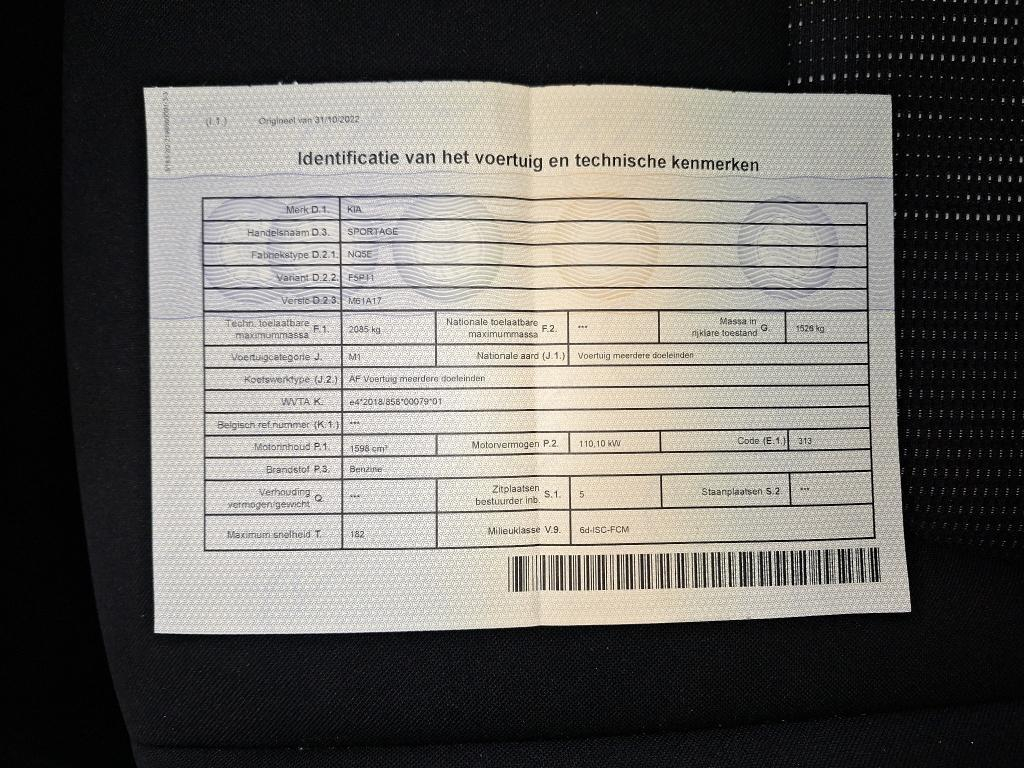 (I.1.) Origineel van 31/10/2022
Identificatie van het voertuig en technische kenmerken
Merk D.1. KIA
Handelsnaam D.3. SPORTAGE
Fabriekstype D.2.1. NQ5E
Variant D.2.2. F5P11
Versie D.2.3. M61A17
Techn. toelaatbare maximummassa F.1. 2085 kg Nationale toelaatbare maximummassa F.2. *** Massa in rijklare toestand G. 1526 kg
Voertuigcategorie J. M1 Nationale aard (J.1.) Voertuig meerdere doeleinden
Koetswerktype (J.2.) AF Voertuig meerdere doeleinden
WVTA K. e4*2018/858*00079*01
Belgisch ref.nummer (K.1.) ***
Motorinhoud P.1. 1598 cm³ Motorvermogen P.2. 110,10 kW Code (E.1.) 313
Brandstof P.3. Benzine
Verhouding vermogen/gewicht Q. *** Zitplaatsen bestuurder inb. S.1. 5 Staanplaatsen S.2. ***
Maximum snelheid T. 182 Milieuklasse V.9. 6d-ISC-FCM